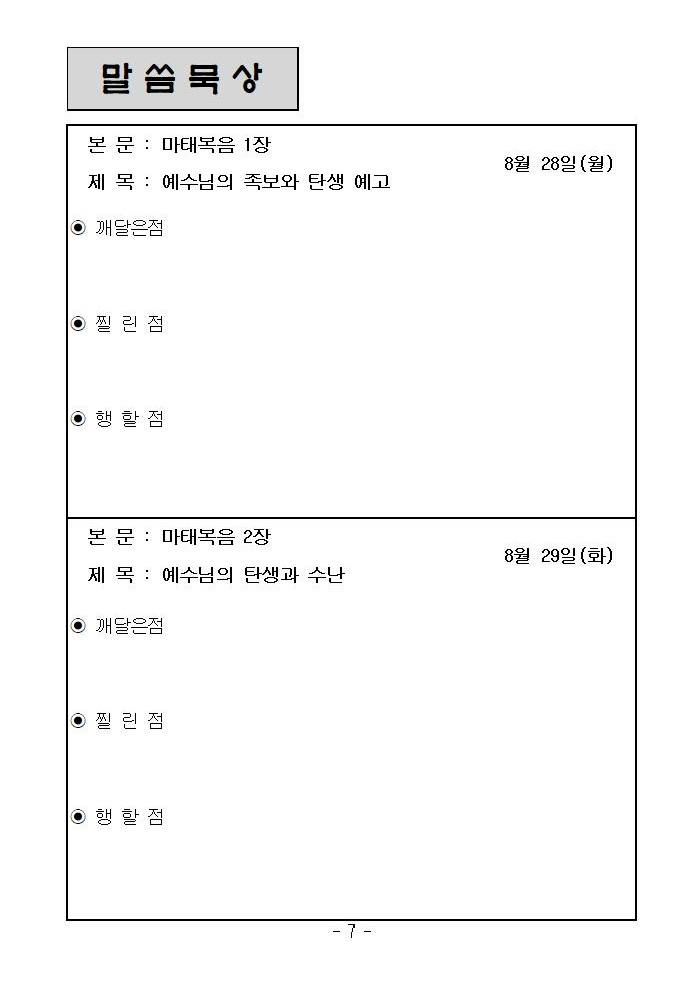 말씀묵상
본 문 : 마태복음 1장
8월 28일(월)
제 목 : 예수님의 족보와 탄생 예고
◉ 깨달은점
◉ 찔 린 점
◉ 행 할 점
본 문 : 마태복음 2장
8월 29일(화)
제 목 : 예수님의 탄생과 수난
◉ 깨달은점
◉ 찔 린 점
◉ 행 할 점
- 7 -